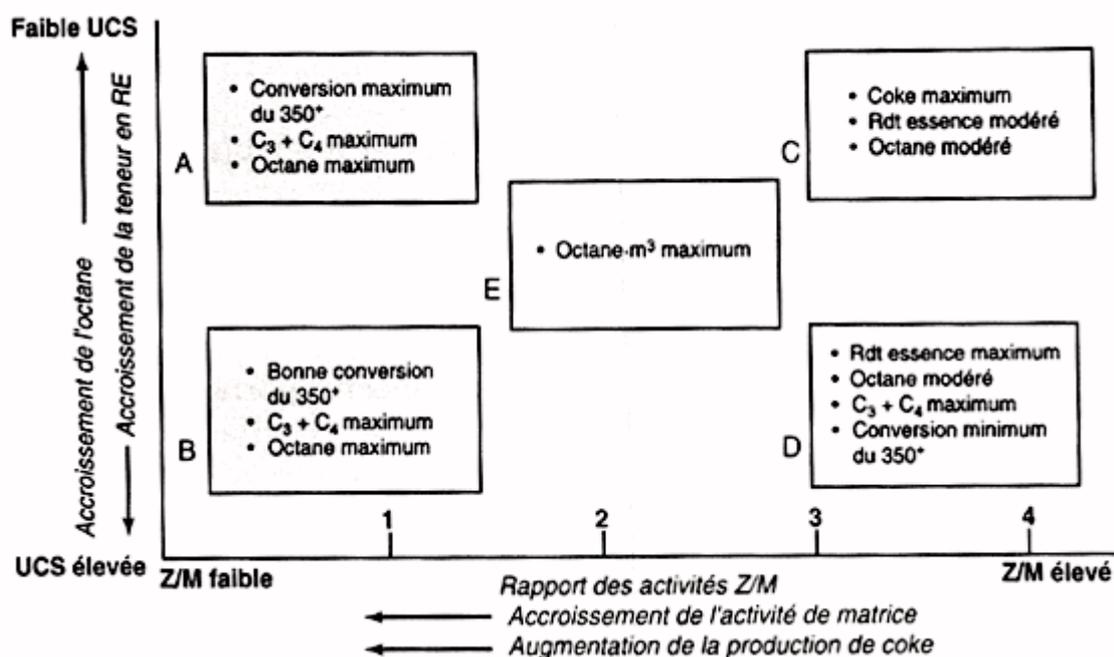 Faible UCS
Accroissement de l'octane
Accroissement de la teneur en RE
A
• Conversion maximum
du 350⁺
• C₃ + C₄ maximum
• Octane maximum
C
• Coke maximum
• Rdt essence modéré
• Octane modéré
E
• Octane·m³ maximum
B
• Bonne conversion
du 350⁺
• C₃ + C₄ maximum
• Octane maximum
D
• Rdt essence maximum
• Octane modéré
• C₃ + C₄ maximum
• Conversion minimum
du 350⁺
1 2 3 4
UCS élevée
Z/M faible Rapport des activités Z/M Z/M élevé
Accroissement de l'activité de matrice
Augmentation de la production de coke